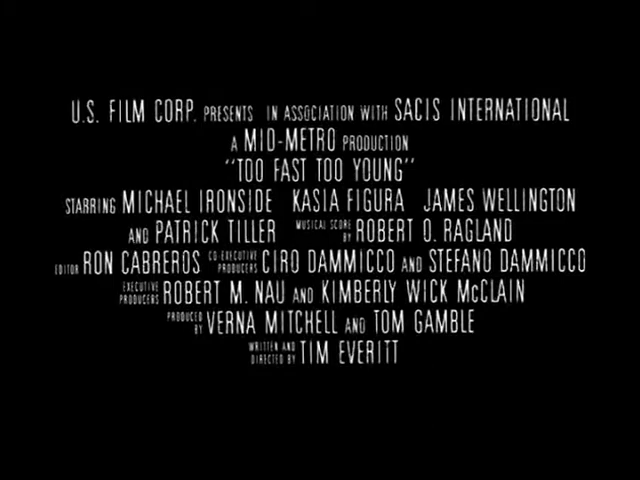 U.S. FILM CORP. PRESENTS IN ASSOCIATION WITH SACIS INTERNATIONAL
A MID-METRO PRODUCTION
"TOO FAST TOO YOUNG"
STARRING MICHAEL IRONSIDE KASIA FIGURA JAMES WELLINGTON
AND PATRICK TILLER MUSICAL SCORE BY ROBERT O. RAGLAND
EDITOR RON CABREROS CO-EXECUTIVE PRODUCERS CIRO DAMMICCO AND STEFANO DAMMICCO
EXECUTIVE PRODUCERS ROBERT M. NAU AND KIMBERLY WICK McCLAIN
PRODUCED BY VERNA MITCHELL AND TOM GAMBLE
WRITTEN AND DIRECTED BY TIM EVERITT